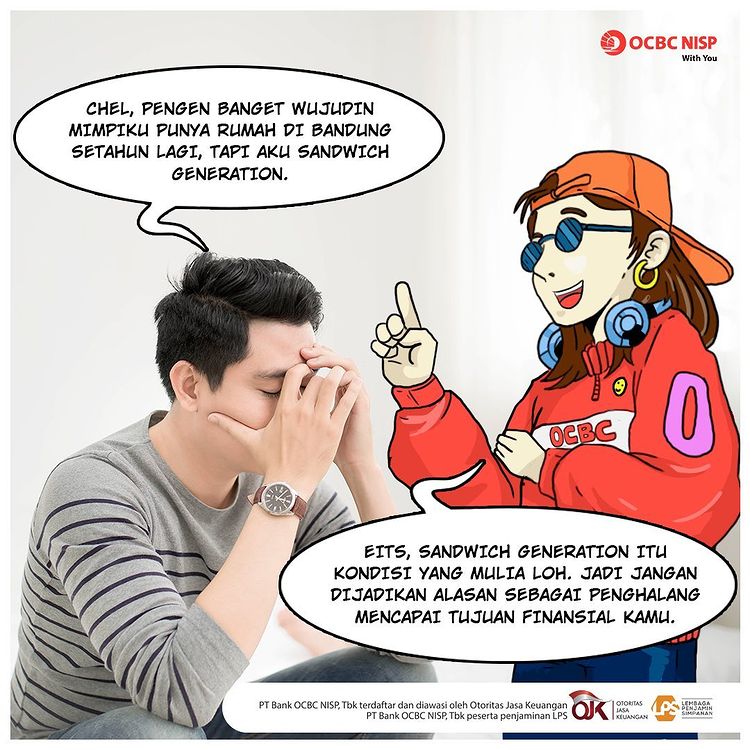 OCBC NISP
With You
CHEL, PENGEN BANGET WUJUDIN
MIMPIKU PUNYA RUMAH DI BANDUNG
SETAHUN LAGI, TAPI AKU SANDWICH
GENERATION.
OCBC
EITS, SANDWICH GENERATION ITU
KONDISI YANG MULIA LOH. JADI JANGAN
DIJADIKAN ALASAN SEBAGAI PENGHALANG
MENCAPAI TUJUAN FINANSIAL KAMU.
PT Bank OCBC NISP, Tbk terdaftar dan diawasi oleh Otoritas Jasa Keuangan
PT Bank OCBC NISP, Tbk peserta penjaminan LPS
OJK
OTORITAS
JASA
KEUANGAN
LPS
LEMBAGA
PENJAMIN
SIMPANAN